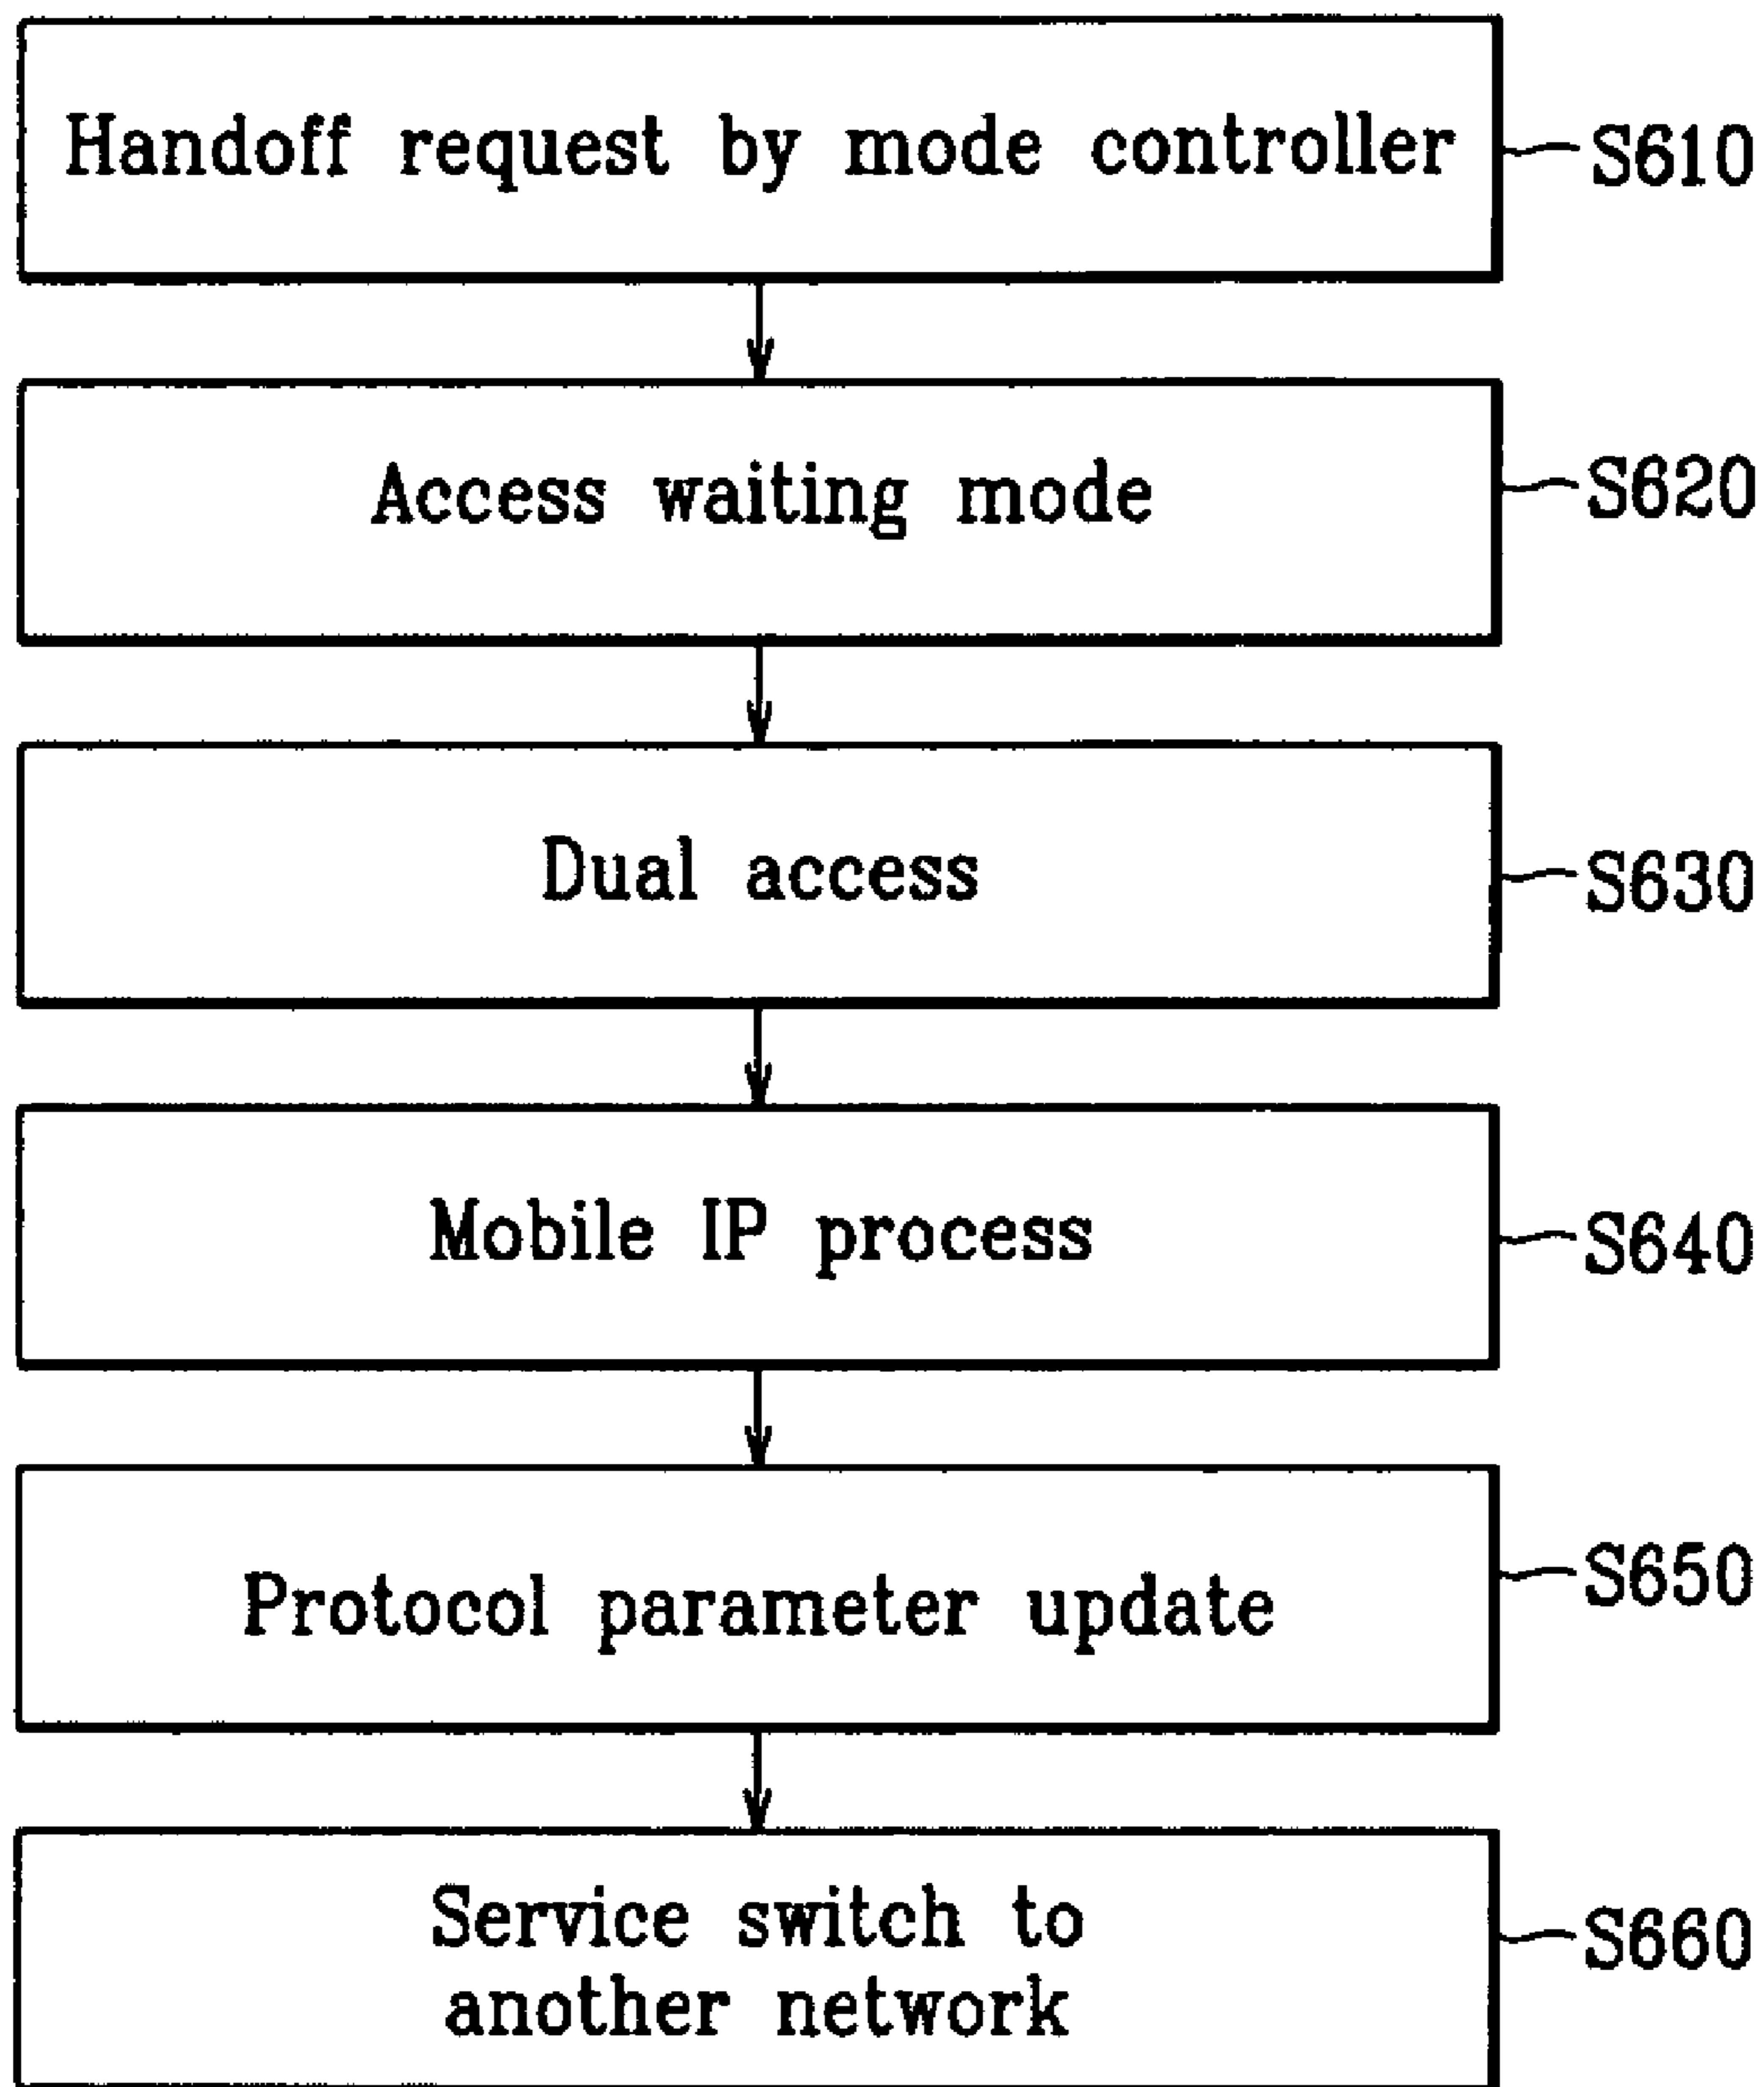 Handoff request by mode controller
S610
Access waiting mode
S620
Dual access
S630
Mobile IP process
S640
Protocol parameter update
S650
Service switch to
another network
S660